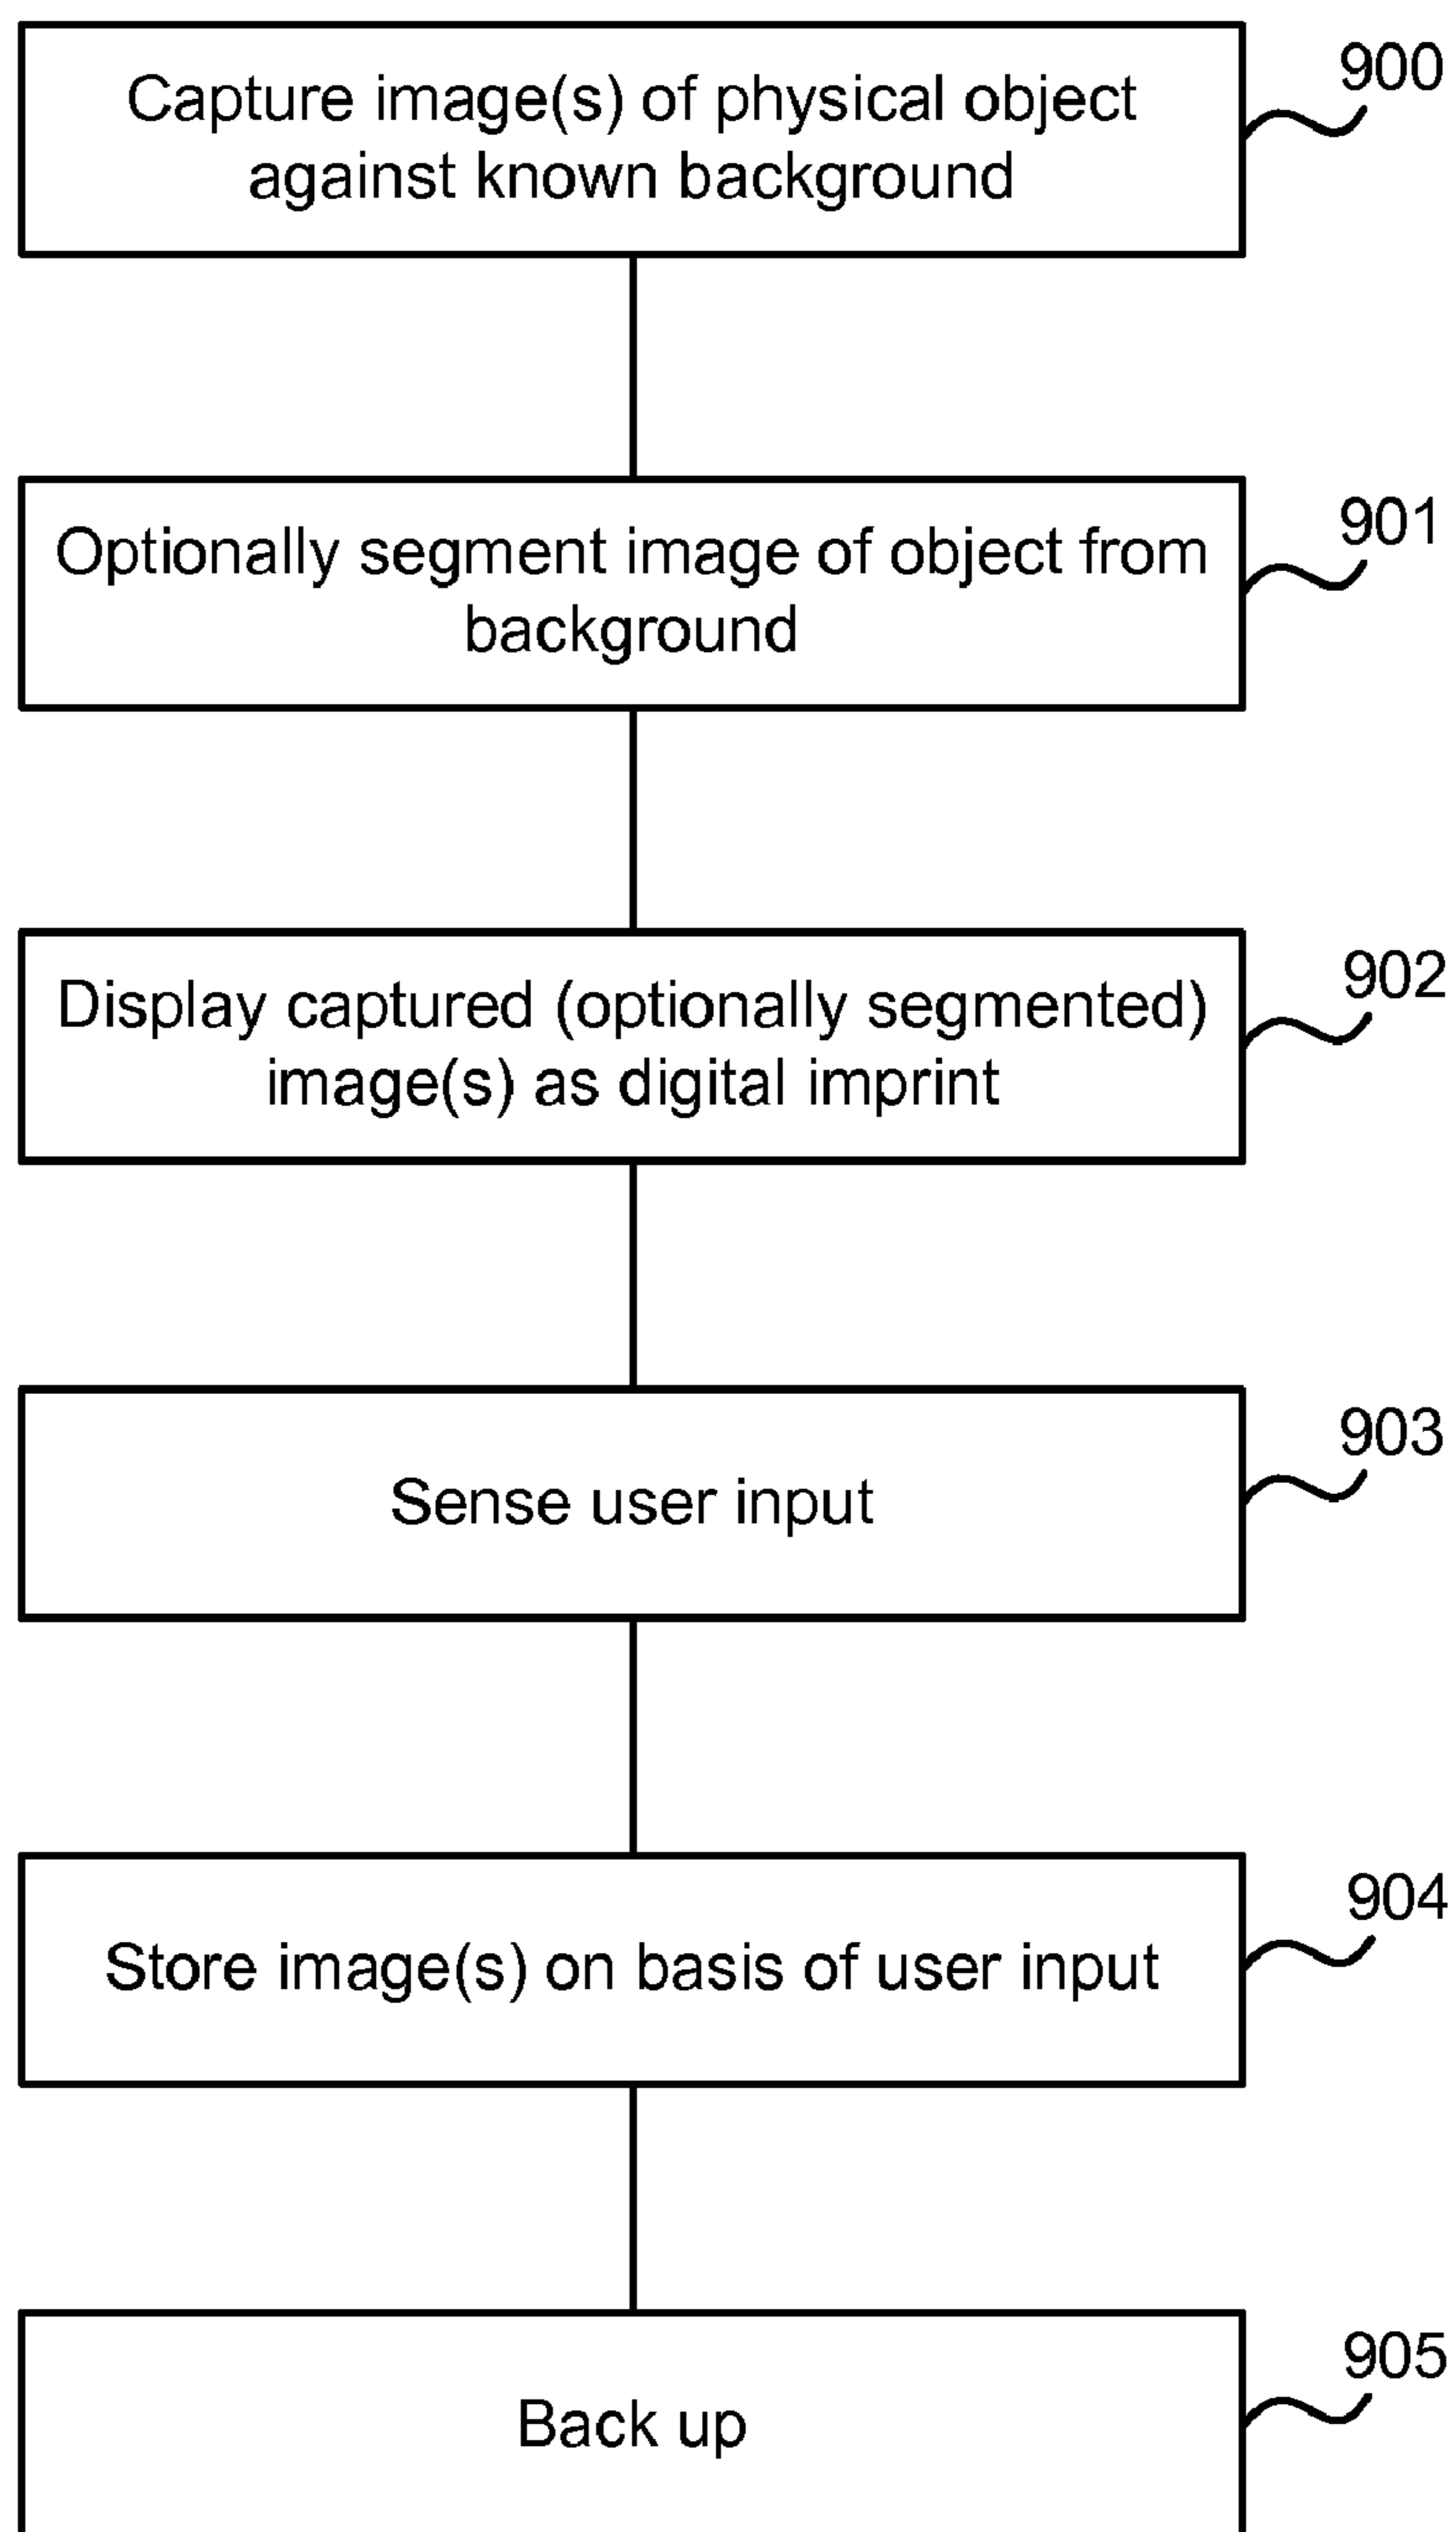 Capture image(s) of physical object
against known background
900
Optionally segment image of object from
background
901
Display captured (optionally segmented)
image(s) as digital imprint
902
Sense user input
903
Store image(s) on basis of user input
904
Back up
905